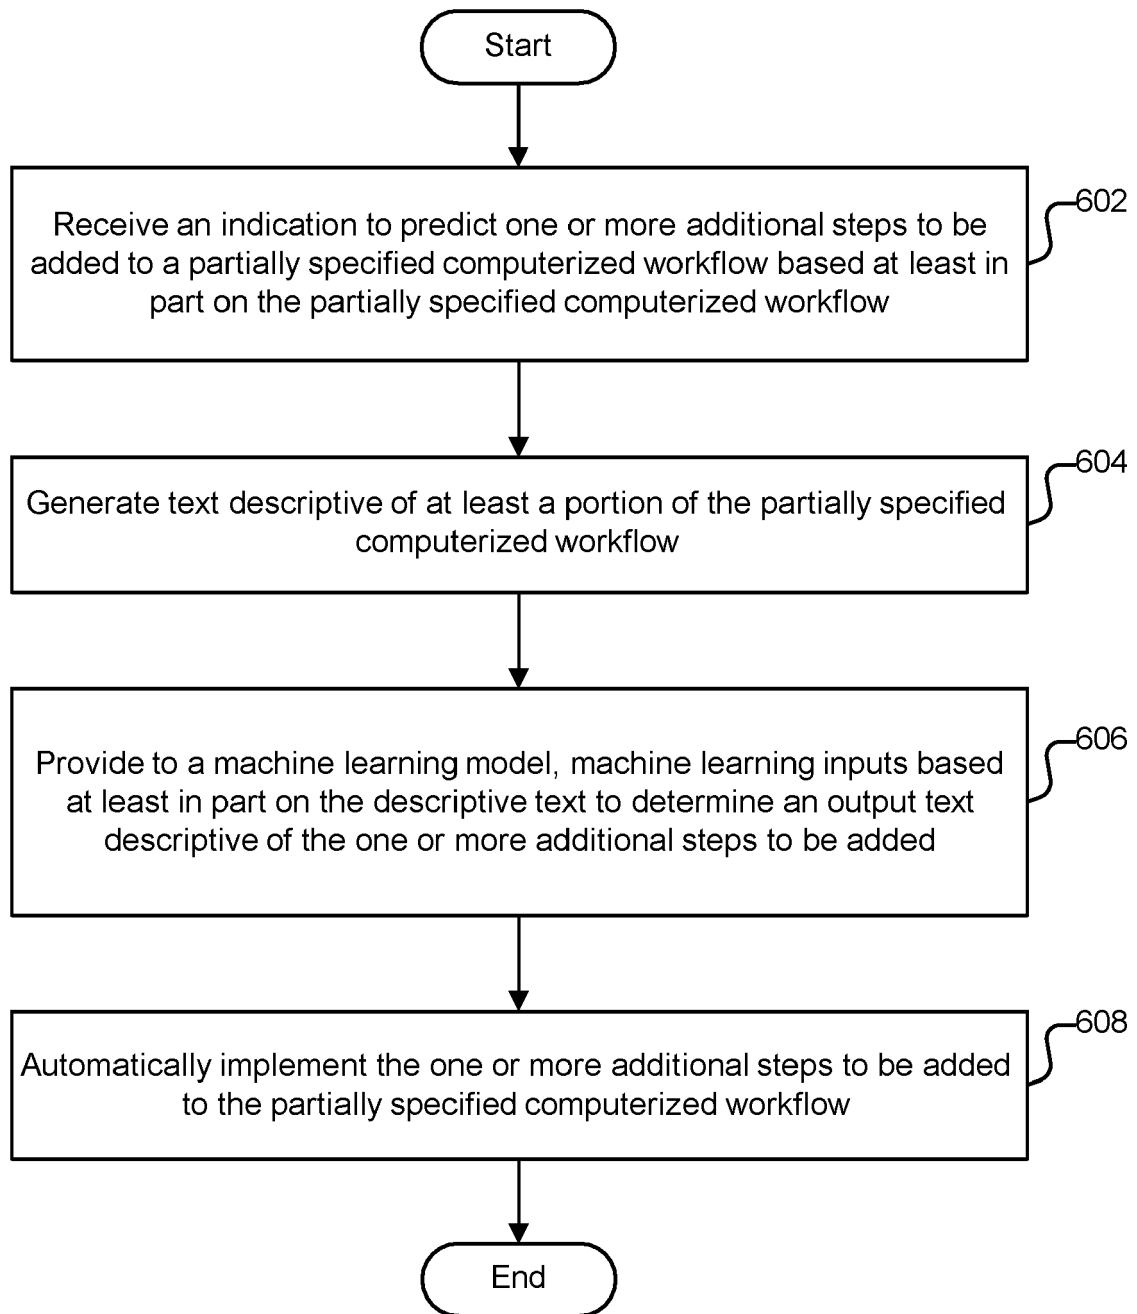 Start
Receive an indication to predict one or more additional steps to be
added to a partially specified computerized workflow based at least in
part on the partially specified computerized workflow
602
Generate text descriptive of at least a portion of the partially specified
computerized workflow
604
Provide to a machine learning model, machine learning inputs based
at least in part on the descriptive text to determine an output text
descriptive of the one or more additional steps to be added
606
Automatically implement the one or more additional steps to be added
to the partially specified computerized workflow
608
End